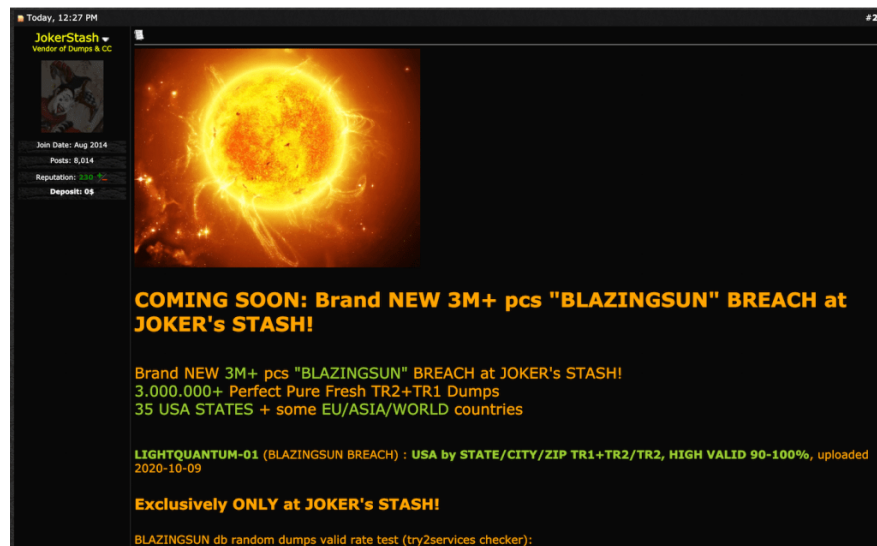 Today, 12:27 PM
#2
JokerStash
Vendor of Dumps & CC
Join Date: Aug 2014
Posts: 8,014
Reputation: 230
Deposit: 0$
COMING SOON: Brand NEW 3M+ pcs "BLAZINGSUN" BREACH at
JOKER's STASH!
Brand NEW 3M+ pcs "BLAZINGSUN" BREACH at JOKER's STASH!
3.000.000+ Perfect Pure Fresh TR2+TR1 Dumps
35 USA STATES + some EU/ASIA/WORLD countries
LIGHTQUANTUM-01 (BLAZINGSUN BREACH) : USA by STATE/CITY/ZIP TR1+TR2/TR2, HIGH VALID 90-100%, uploaded
2020-10-09
Exclusively ONLY at JOKER's STASH!
BLAZINGSUN db random dumps valid rate test (try2services checker):